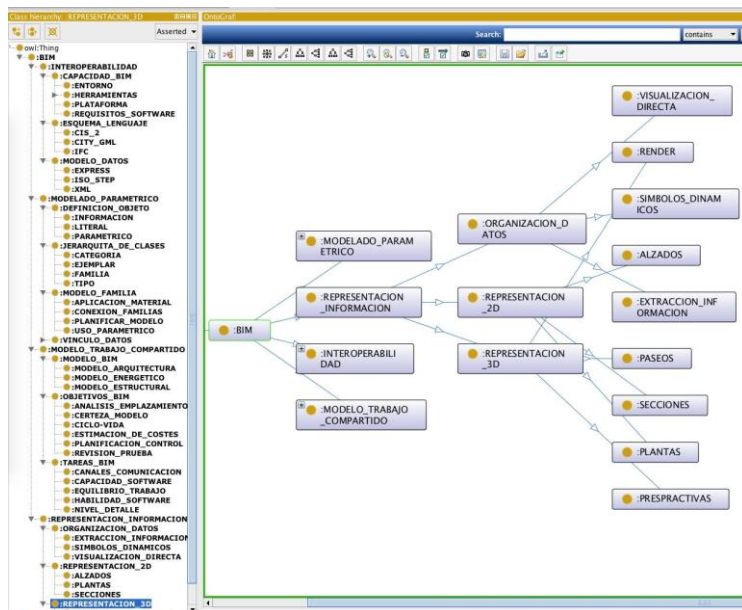 Class hierarchy: REPRESENTACION_3D
Asserted
owl:Thing
:BIM
:INTEROPERABILIDAD
:CAPACIDAD_BIM
:ENTORNO
:HERRAMIENTAS
:PLATAFORMA
:REQUISITOS_SOFTWARE
:ESQUEMA_LENGUAJE
:CIS_2
:CITY_GML
:IFC
:MODELO_DATOS
:EXPRESS
:ISO_STEP
:XML
:MODELADO_PARAMETRICO
:DEFINICION_OBJETO
:INFORMACION
:LITERAL
:PARAMETRICO
:JERARQUITA_DE_CLASES
:CATEGORIA
:EJEMPLAR
:FAMILIA
:TIPO
:MODELO_FAMILIA
:APLICACION_MATERIAL
:CONEXION_FAMILIAS
:PLANIFICAR_MODELO
:USO_PARAMETRICO
:VINCULO_DATOS
:MODELO_TRABAJO_COMPARTIDO
:MODELO_BIM
:MODELO_ARQUITECTURA
:MODELO_ENERGETICO
:MODELO_ESTRUCTURAL
:OBJETIVOS_BIM
:ANALISIS_EMPLAZAMIENTO
:CERTEZA_MODELO
:CICLO-VIDA
:ESTIMACION_DE_COSTES
:PLANIFICACION_CONTROL
:REVISION_PRUEBA
:TAREAS_BIM
:CANALES_COMUNICACION
:CAPACIDAD_SOFTWARE
:EQUILIBRIO_TRABAJO
:HABILIDAD_SOFTWARE
:NIVEL_DETALLE
:REPRESENTACION_INFORMACION
:ORGANIZACION_DATOS
:EXTRACCION_INFORMACION
:SIMBOLOS_DINAMICOS
:VISUALIZACION_DIRECTA
:REPRESENTACION_2D
:ALZADOS
:PLANTAS
:SECCIONES
:REPRESENTACION_3D
OntoGraf
Search:
contains
:BIM
:MODELADO_PARAM
ETRICO
:REPRESENTACION
_INFORMACION
:INTEROPERABILI
DAD
:MODELO_TRABAJO
_COMPARTIDO
:ORGANIZACION_D
ATOS
:REPRESENTACION
_2D
:REPRESENTACION
_3D
:VISUALIZACION_
DIRECTA
:RENDER
:SIMBOLOS_DINAM
ICOS
:ALZADOS
:EXTRACCION_INF
ORMACION
:PASEOS
:SECCIONES
:PLANTAS
:PRESPRACTIVAS